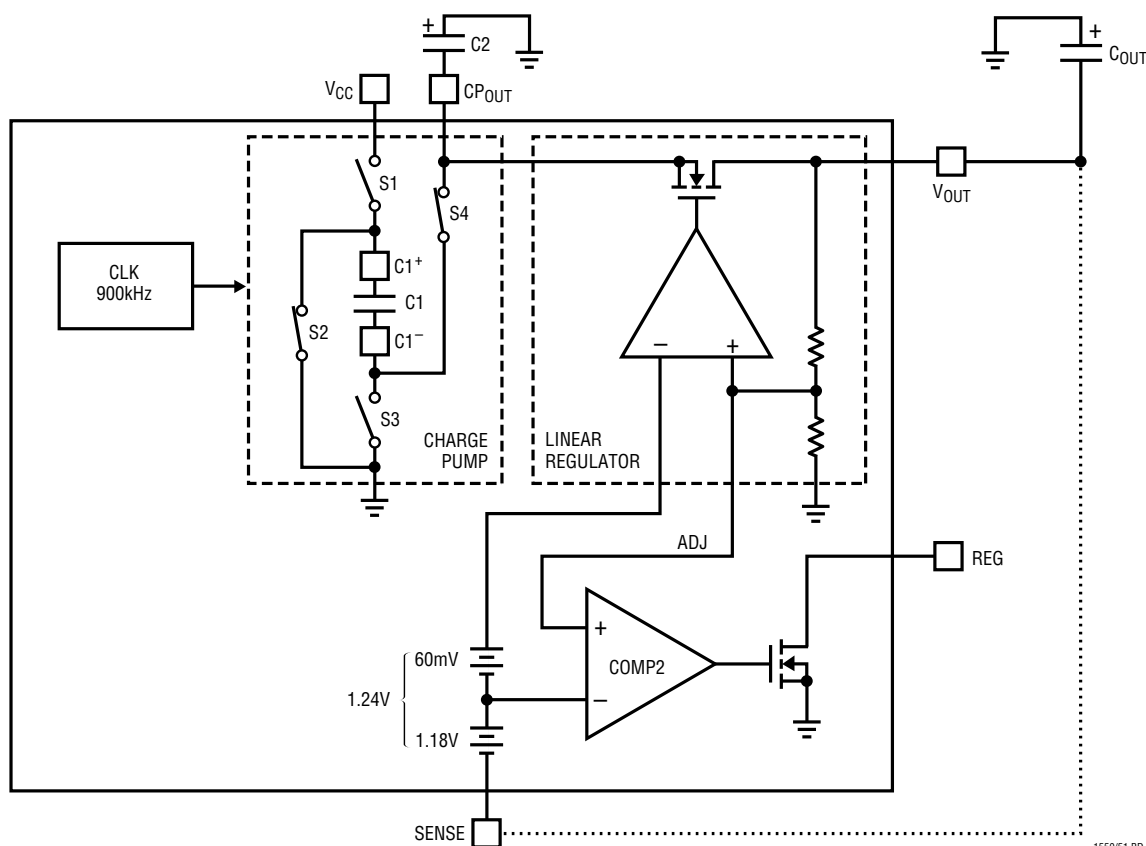 +
C2
+
C_OUT
V_CC
CP_OUT
S1
S4
V_OUT
CLK
900kHz
C1⁺
C1
S2
C1⁻
– +
S3
CHARGE
PUMP
LINEAR
REGULATOR
ADJ
REG
+
60mV
COMP2
1.24V
–
1.18V
SENSE